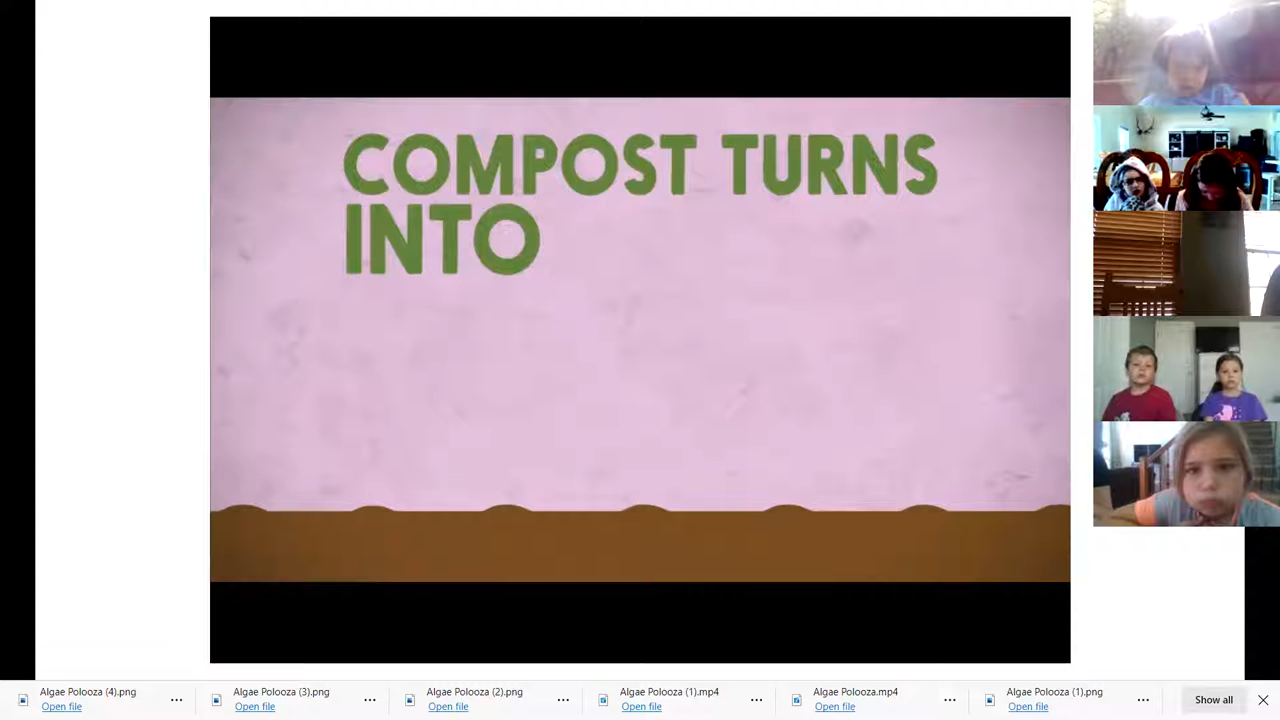 COMPOST TURNS
INTO
Algae Polooza (4).png
Open file
Algae Polooza (3).png
Open file
Algae Polooza (2).png
Open file
Algae Polooza (1).mp4
Open file
Algae Polooza.mp4
Open file
Algae Polooza (1).png
Open file
Show all